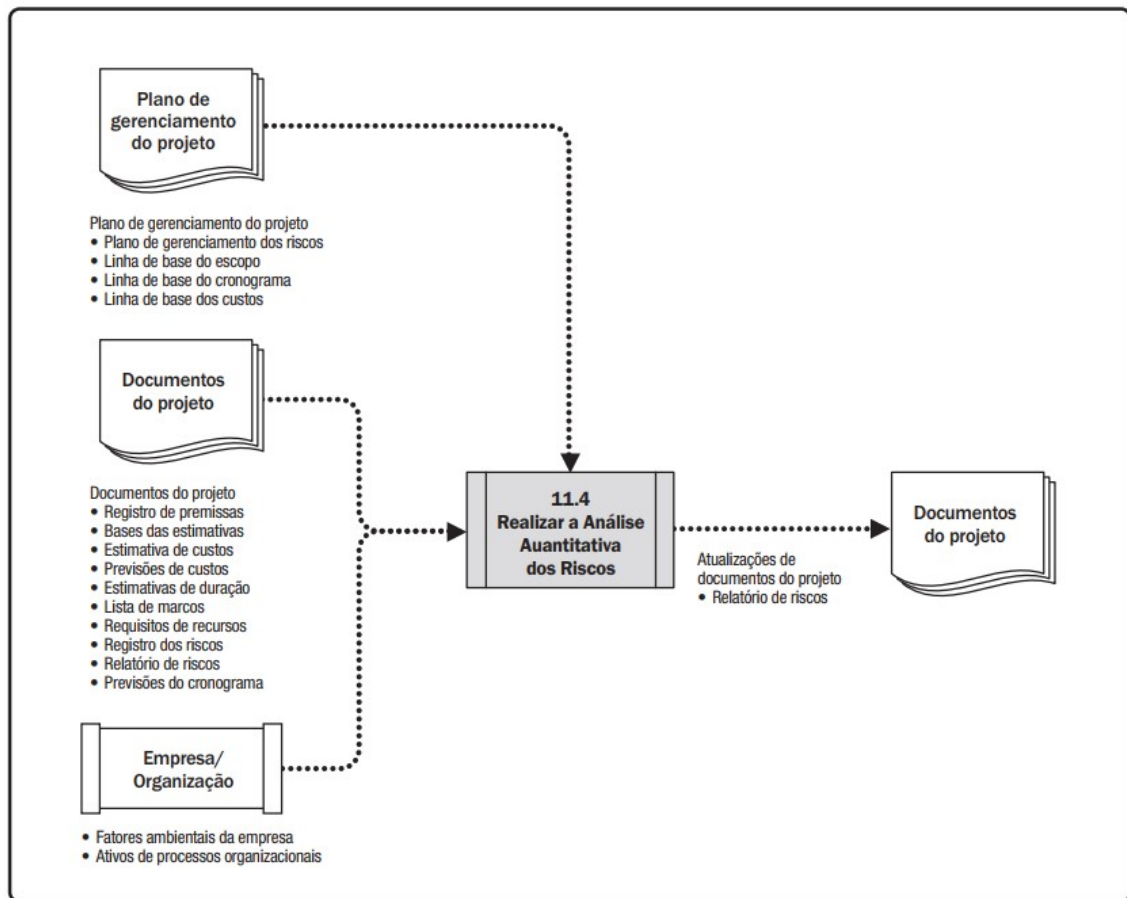 Plano de
gerenciamento
do projeto
Plano de gerenciamento do projeto
• Plano de gerenciamento dos riscos
• Linha de base do escopo
• Linha de base do cronograma
• Linha de base dos custos
Documentos
do projeto
Documentos do projeto
• Registro de premissas
• Bases das estimativas
• Estimativa de custos
• Previsões de custos
• Estimativas de duração
• Lista de marcos
• Requisitos de recursos
• Registro dos riscos
• Relatório de riscos
• Previsões do cronograma
Empresa/
Organização
• Fatores ambientais da empresa
• Ativos de processos organizacionais
11.4
Realizar a Análise
Auantitativa
dos Riscos
Atualizações de
documentos do projeto
• Relatório de riscos
Documentos
do projeto